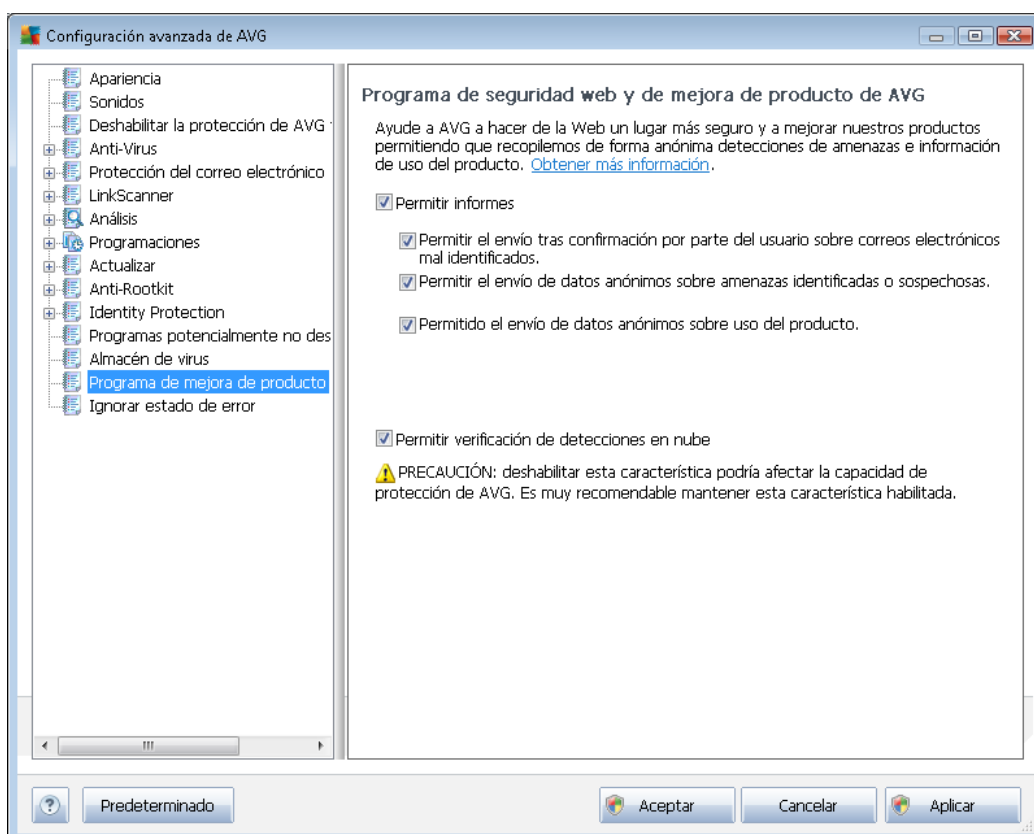 Configuración avanzada de AVG
Apariencia
Sonidos
Deshabilitar la protección de AVG
Anti-Virus
Protección del correo electrónico
LinkScanner
Análisis
Programaciones
Actualizar
Anti-Rootkit
Identity Protection
Programas potencialmente no des
Almacén de virus
Programa de mejora de producto
Ignorar estado de error
Programa de seguridad web y de mejora de producto de AVG
Ayude a AVG a hacer de la Web un lugar más seguro y a mejorar nuestros productos
permitiendo que recopilemos de forma anónima detecciones de amenazas e información
de uso del producto. Obtener más información.
Permitir informes
Permitir el envío tras confirmación por parte del usuario sobre correos electrónicos
mal identificados.
Permitir el envío de datos anónimos sobre amenazas identificadas o sospechosas.
Permitido el envío de datos anónimos sobre uso del producto.
Permitir verificación de detecciones en nube
PRECAUCIÓN: deshabilitar esta característica podría afectar la capacidad de
protección de AVG. Es muy recomendable mantener esta característica habilitada.
? Predeterminado Aceptar Cancelar Aplicar